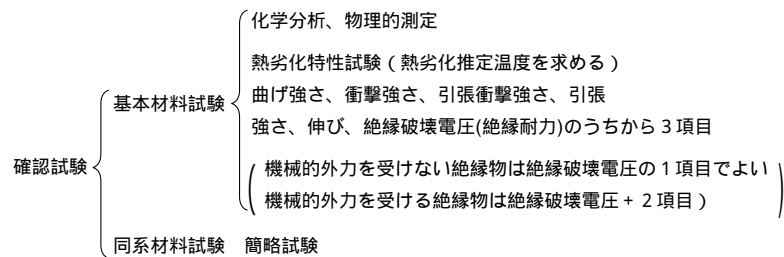 化学分析、物理的測定
熱劣化特性試験（熱劣化推定温度を求める）
曲げ強さ、衝撃強さ、引張衝撃強さ、引張
強さ、伸び、絶縁破壊電圧(絶縁耐力)のうちから３項目
基本材料試験
確認試験
機械的外力を受けない絶縁物は絶縁破壊電圧の１項目でよい
機械的外力を受ける絶縁物は絶縁破壊電圧＋２項目）
同系材料試験　簡略試験